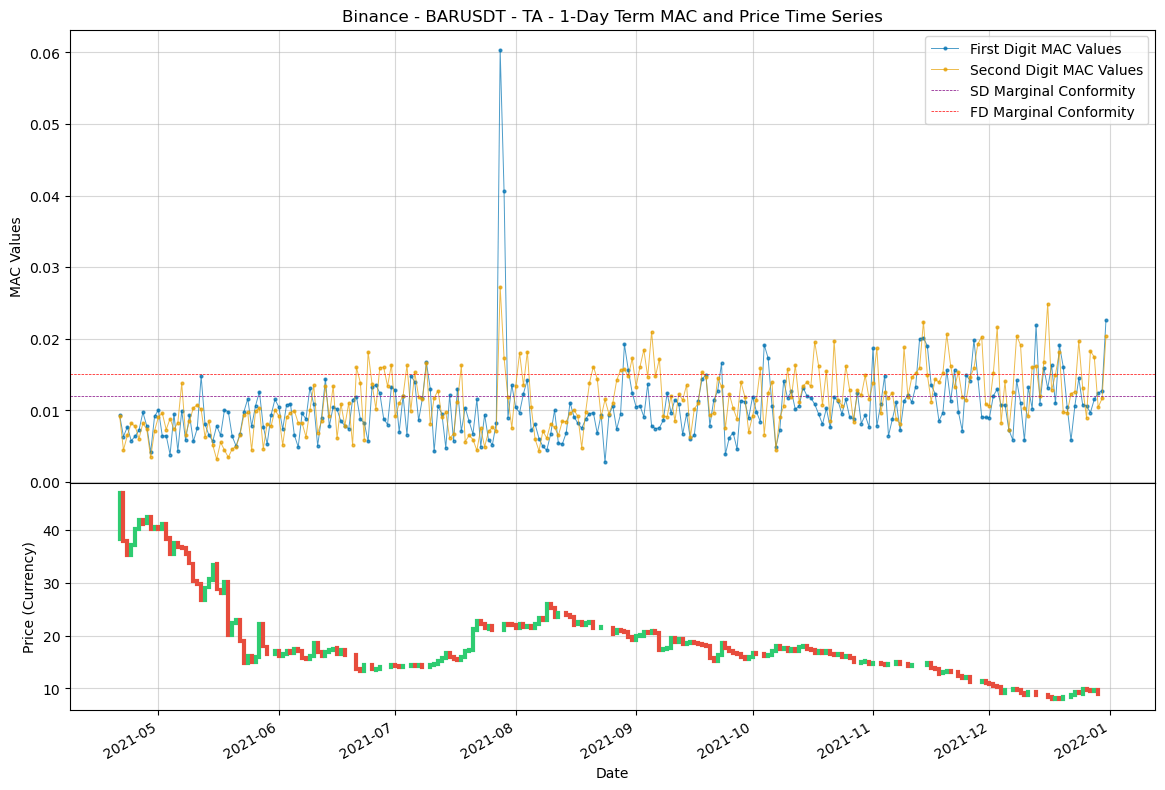 Binance - BARUSDT - TA - 1-Day Term MAC and Price Time Series
First Digit MAC Values
Second Digit MAC Values
SD Marginal Conformity
FD Marginal Conformity
MAC Values
0.06
0.05
0.04
0.03
0.02
0.01
0.00
Price (Currency)
40
30
20
10
2021-05
2021-06
2021-07
2021-08
2021-09
2021-10
2021-11
2021-12
2022-01
Date